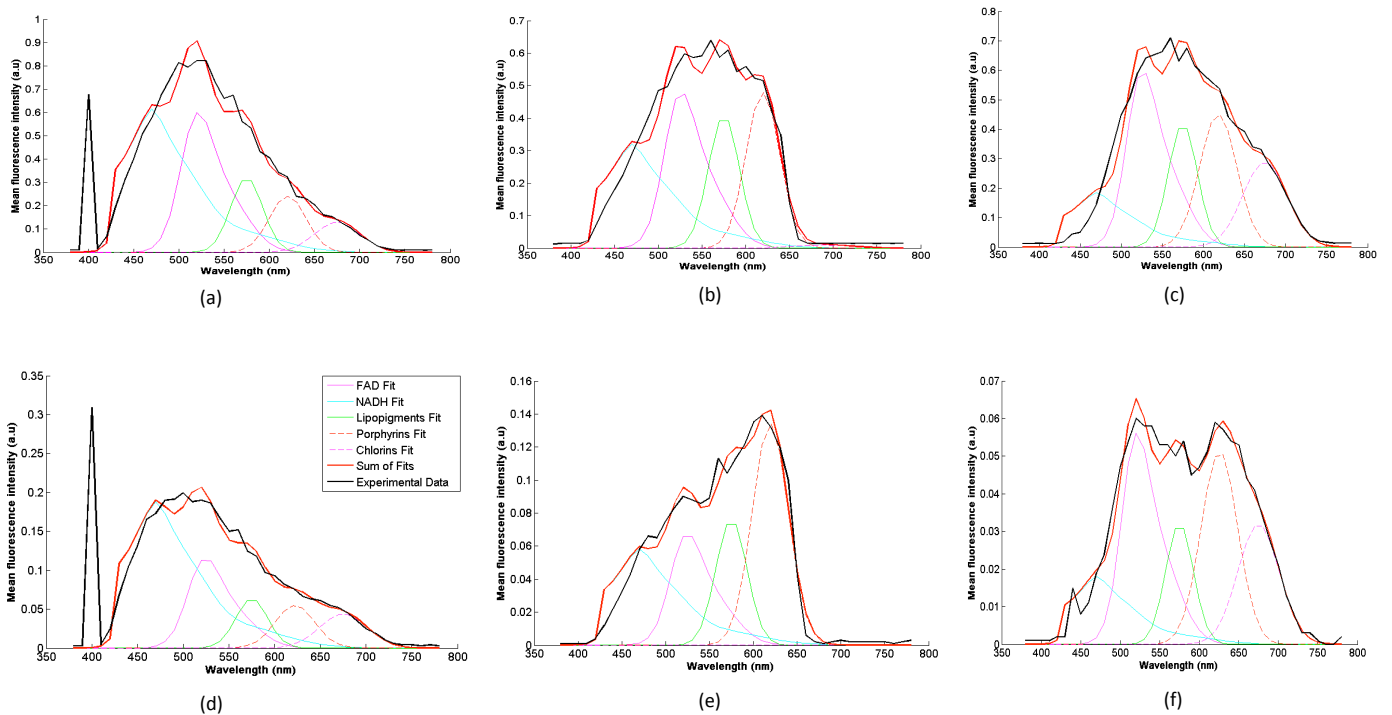 1
0.9
0.8
0.7
0.6
0.5
0.4
0.3
0.2
0.1
0
Mean fluorescence intensity (a.u)
350 400 450 500 550 600 650 700 750 800
Wavelength (nm)
(a)
0.7
0.6
0.5
0.4
0.3
0.2
0.1
0
Mean fluorescence intensity (a.u)
350 400 450 500 550 600 650 700 750 800
Wavelength (nm)
(b)
0.8
0.7
0.6
0.5
0.4
0.3
0.2
0.1
0
Mean fluorescence intensity (a.u)
350 400 450 500 550 600 650 700 750 800
Wavelength (nm)
(c)
0.35
0.3
0.25
0.2
0.15
0.1
0.05
0
Mean fluorescence intensity (a.u)
350 400 450 500 550 600 650 700 750 800
Wavelength (nm)
FAD Fit
NADH Fit
Lipopigments Fit
Porphyrins Fit
Chlorins Fit
Sum of Fits
Experimental Data
(d)
0.16
0.14
0.12
0.1
0.08
0.06
0.04
0.02
0
Mean fluorescence intensity (a.u)
350 400 450 500 550 600 650 700 750 800
Wavelength (nm)
(e)
0.07
0.06
0.05
0.04
0.03
0.02
0.01
0
Mean fluorescence intensity (a.u)
350 400 450 500 550 600 650 700 750 800
Wavelength (nm)
(f)